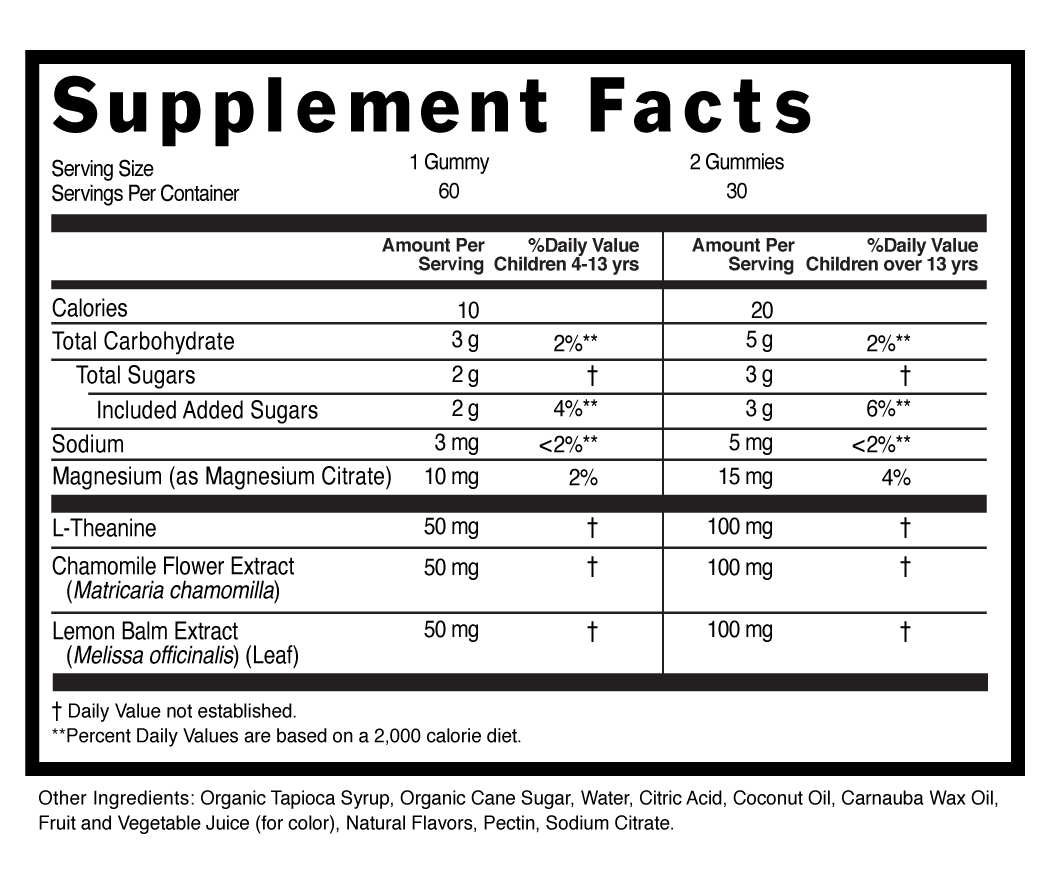 Supplement Facts
Serving Size 1 Gummy 2 Gummies
Servings Per Container 60 30
Amount Per Serving %Daily Value Children 4-13 yrs Amount Per Serving %Daily Value Children over 13 yrs
Calories 10 20
Total Carbohydrate 3 g 2%** 5 g 2%**
Total Sugars 2 g † 3 g †
Included Added Sugars 2 g 4%** 3 g 6%**
Sodium 3 mg <2%** 5 mg <2%**
Magnesium (as Magnesium Citrate) 10 mg 2% 15 mg 4%
L-Theanine 50 mg † 100 mg †
Chamomile Flower Extract 50 mg † 100 mg †
(Matricaria chamomilla)
Lemon Balm Extract 50 mg † 100 mg †
(Melissa officinalis) (Leaf)
† Daily Value not established.
**Percent Daily Values are based on a 2,000 calorie diet.
Other Ingredients: Organic Tapioca Syrup, Organic Cane Sugar, Water, Citric Acid, Coconut Oil, Carnauba Wax Oil,
Fruit and Vegetable Juice (for color), Natural Flavors, Pectin, Sodium Citrate.